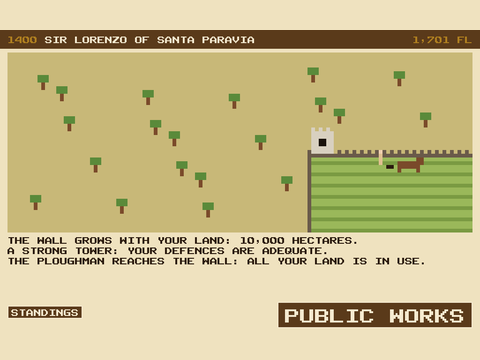 1400 SIR LORENZO OF SANTA PARAVIA 1,701 FL
THE WALL GROWS WITH YOUR LAND: 10,000 HECTARES.
A STRONG TOWER: YOUR DEFENCES ARE ADEQUATE.
THE PLOUGHMAN REACHES THE WALL: ALL YOUR LAND IS IN USE.
STANDINGS
PUBLIC WORKS